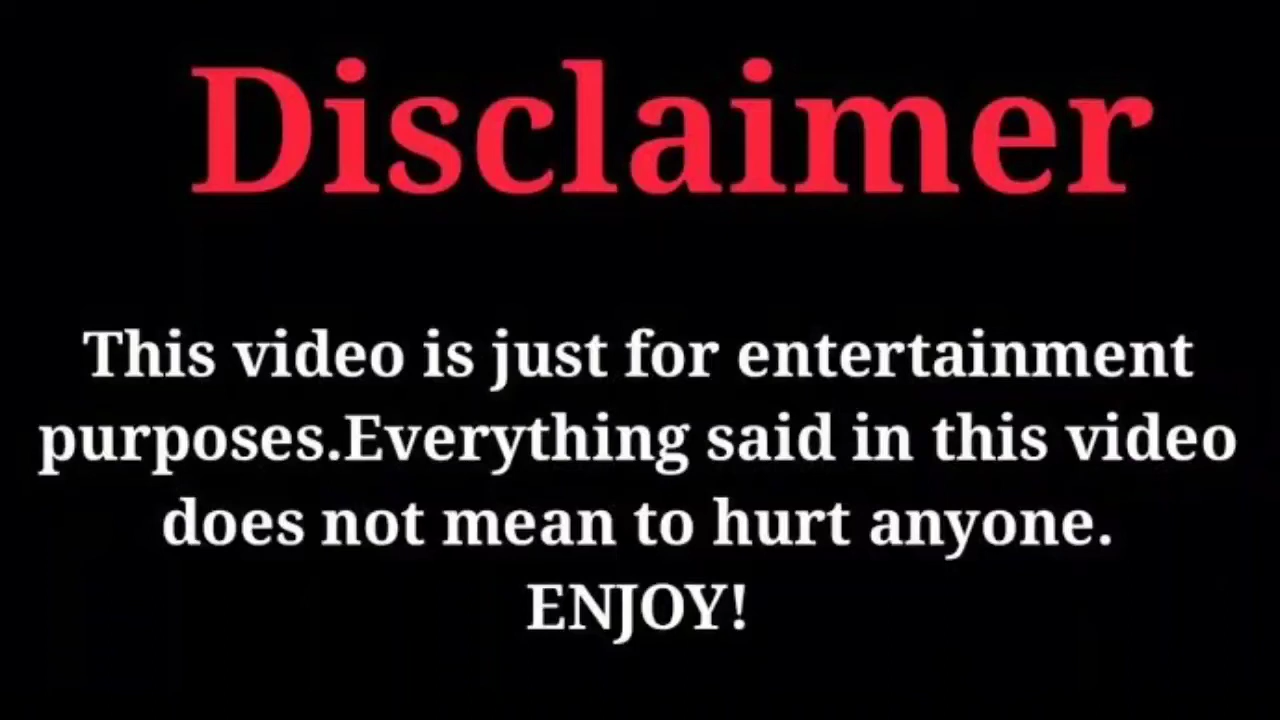 Disclaimer
This video is just for entertainment
purposes.Everything said in this video
does not mean to hurt anyone.
ENJOY!